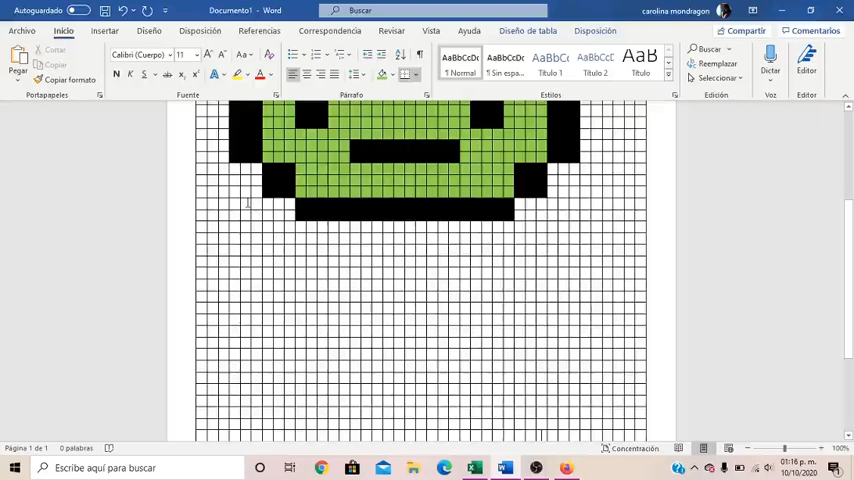 Autoguardado
Documento1 - Word
Buscar
carolina mondragon
Archivo Inicio Insertar Diseño Disposición Referencias Correspondencia Revisar Vista Ayuda Diseño de tabla Disposición
Compartir Comentarios
Pegar
Cortar
Copiar
Copiar formato
Portapapeles
Calibri (Cuerpo) 11
N K S
Fuente
Párrafo
AaBbCcDc
¶ Normal
AaBbCcDc
¶ Sin espa...
AaBbCc
Título 1
AaBbCcD
Título 2
AaB
Título
Estilos
Buscar
Reemplazar
Seleccionar
Edición
Dictar
Voz
Editor
Editor
Página 1 de 1 0 palabras
Concentración
100%
Escribe aquí para buscar
01:16 p. m.
10/10/2020